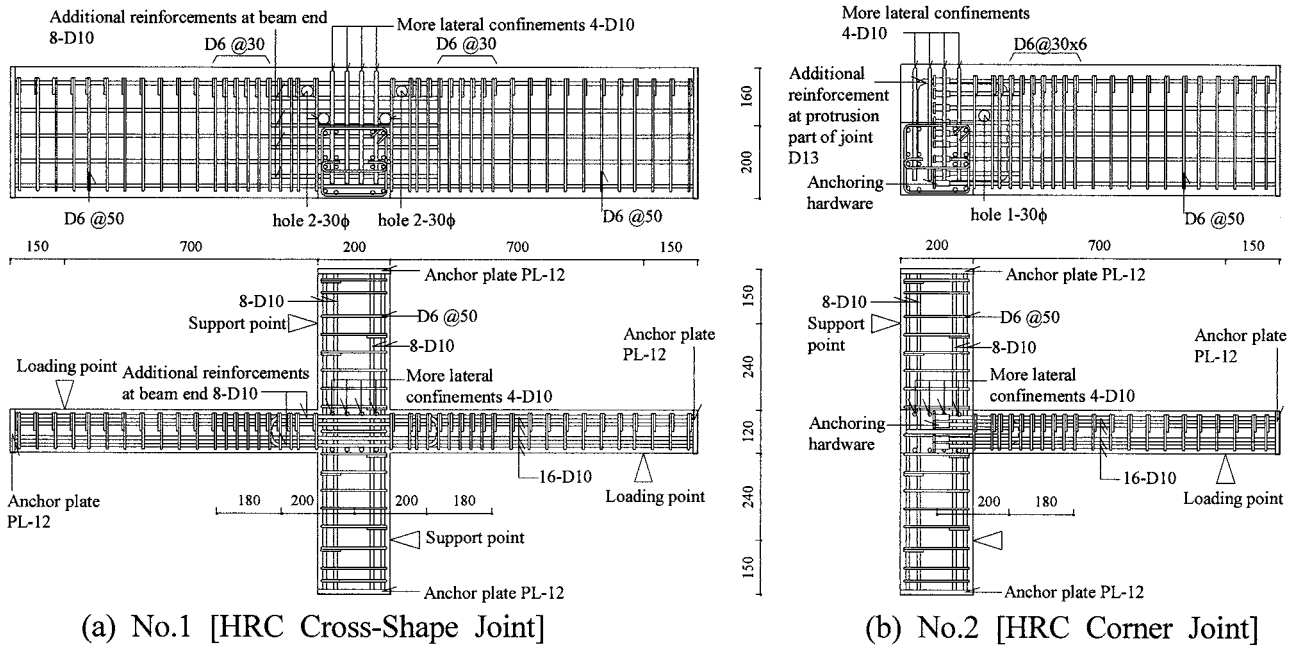 Additional reinforcements at beam end
8-D10
More lateral confinements 4-D10
D6 @30
D6 @30
160
200
D6 @50
hole 2-30ϕ
hole 2-30ϕ
D6 @50
150
700
200
700
150
Anchor plate PL-12
8-D10
Support point
D6 @50
8-D10
Anchor plate
PL-12
Loading point
Additional reinforcements
at beam end 8-D10
More lateral
confinements 4-D10
Anchor plate
PL-12
16-D10
Loading point
180
200
200
180
Support point
Anchor plate PL-12
150
240
120
240
150
(a) No.1 [HRC Cross-Shape Joint]
More lateral confinements
4-D10
D6@30x6
Additional
reinforcement
at protrusion
part of joint
D13
Anchoring
hardware
hole 1-30ϕ
D6 @50
200
700
150
Anchor plate PL-12
8-D10
Support
point
D6 @50
8-D10
Anchor plate
PL-12
More lateral
confinements 4-D10
Anchoring
hardware
16-D10
Loading point
200
180
Anchor plate PL-12
(b) No.2 [HRC Corner Joint]